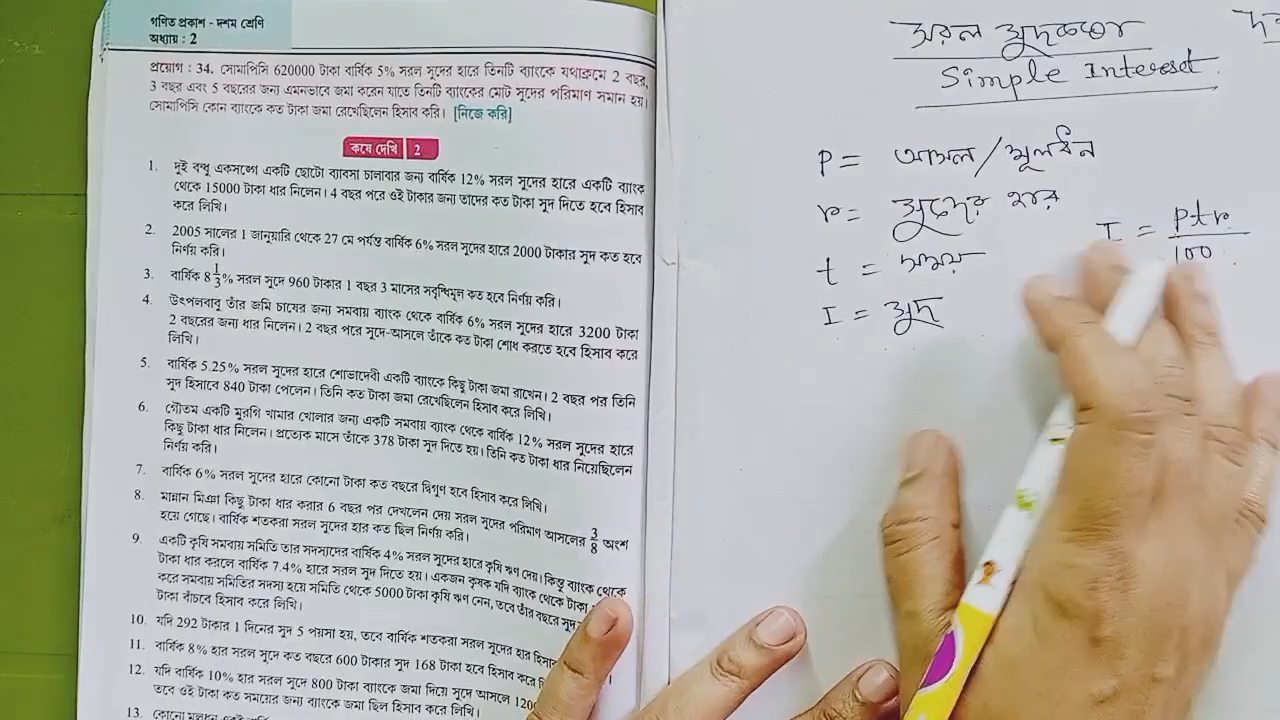 গণিত প্রকাশ - দশম শ্রেণি
অধ্যায় : 2
প্রয়োগ : 34. সোমাপিসি 620000 টাকা বার্ষিক 5% সরল সুদের হারে তিনটি ব্যাংকে যথাক্রমে 2 বছর,
3 বছর এবং 5 বছরের জন্য এমনভাবে জমা করেন যাতে তিনটি ব্যাংকের মোট সুদের পরিমাণ সমান হয়।
সোমাপিসি কোন ব্যাংকে কত টাকা জমা রেখেছিলেন হিসাব করি। [নিজে করি]
কষে দেখি 2
1. দুই বন্ধু একসঙ্গে একটি ছোটো ব্যাবসা চালাবার জন্য বার্ষিক 12% সরল সুদের হারে একটি ব্যাংক
থেকে 15000 টাকা ধার নিলেন। 4 বছর পরে ওই টাকার জন্য তাদের কত টাকা সুদ দিতে হবে হিসাব
করে লিখি।
2. 2005 সালের 1 জানুয়ারি থেকে 27 মে পর্যন্ত বার্ষিক 6% সরল সুদের হারে 2000 টাকার সুদ কত হবে
নির্ণয় করি।
3. বার্ষিক 8 1/3% সরল সুদে 960 টাকার 1 বছর 3 মাসের সবৃদ্ধিমূল কত হবে নির্ণয় করি।
4. উৎপলবাবু তাঁর জমি চাষের জন্য সমবায় ব্যাংক থেকে বার্ষিক 6% সরল সুদের হারে 3200 টাকা
2 বছরের জন্য ধার নিলেন। 2 বছর পরে সুদে-আসলে তাঁকে কত টাকা শোধ করতে হবে হিসাব করে
লিখি।
5. বার্ষিক 5.25% সরল সুদের হারে শোভাদেবী একটি ব্যাংকে কিছু টাকা জমা রাখেন। 2 বছর পর তিনি
সুদ হিসাবে 840 টাকা পেলেন। তিনি কত টাকা জমা রেখেছিলেন হিসাব করে লিখি।
6. গৌতম একটি মুরগি খামার খোলার জন্য একটি সমবায় ব্যাংক থেকে বার্ষিক 12% সরল সুদের হারে
কিছু টাকা ধার নিলেন। প্রত্যেক মাসে তাঁকে 378 টাকা সুদ দিতে হয়। তিনি কত টাকা ধার নিয়েছিলেন
নির্ণয় করি।
7. বার্ষিক 6% সরল সুদের হারে কোনো টাকা কত বছরে দ্বিগুণ হবে হিসাব করে লিখি।
8. মান্নান মিঞা কিছু টাকা ধার করার 6 বছর পর দেখলেন দেয় সরল সুদের পরিমাণ আসলের 3/8 অংশ
হয়ে গেছে। বার্ষিক শতকরা সরল সুদের হার কত ছিল নির্ণয় করি।
9. একটি কৃষি সমবায় সমিতি তার সদস্যদের বার্ষিক 4% সরল সুদের হারে কৃষি ঋণ দেয়। কিন্তু ব্যাংক থেকে
টাকা ধার করলে বার্ষিক 7.4% হারে সরল সুদ দিতে হয়। একজন কৃষক যদি ব্যাংক থেকে টাকা
করে সমবায় সমিতির সদস্য হয়ে সমিতি থেকে 5000 টাকা কৃষি ঋণ নেন, তবে তাঁর বছরে সুদ
টাকা বাঁচবে হিসাব করে লিখি।
10. যদি 292 টাকার 1 দিনের সুদ 5 পয়সা হয়, তবে বার্ষিক শতকরা সরল সুদের হার
11. বার্ষিক 8% হার সরল সুদে কত বছরে 600 টাকার সুদ 168 টাকা হবে হিসাব করে
12. যদি বার্ষিক 10% হার সরল সুদে 800 টাকা ব্যাংকে জমা দিয়ে সুদে আসলে
তবে ওই টাকা কত সময়ের জন্য ব্যাংকে জমা ছিল হিসাব করে লিখি।
13. কোনো মূলধন
সরল সুদকষা
Simple Interest
P = আসল / মূলধন
r = সুদের হার
t = সময়
I = সুদ
I = ptr/100